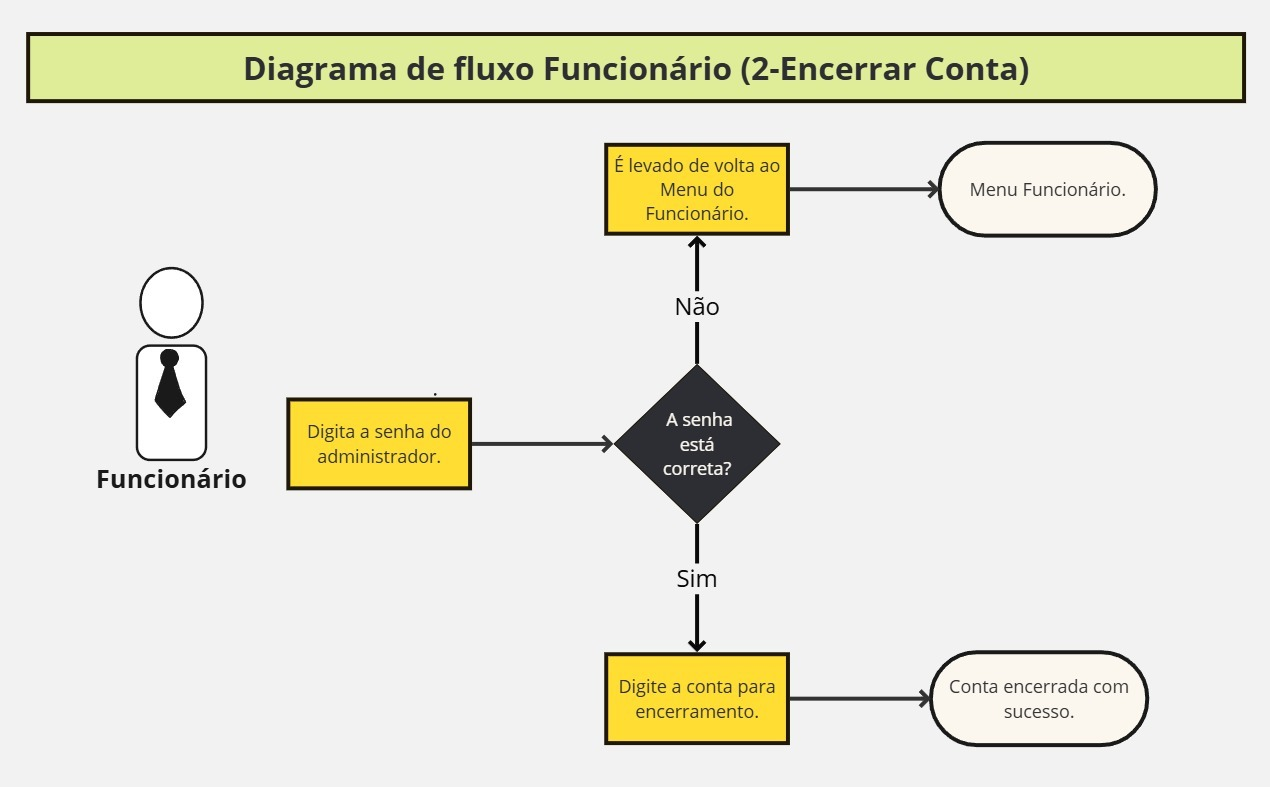 Diagrama de fluxo Funcionário (2-Encerrar Conta)
É levado de volta ao
Menu do
Funcionário.
Menu Funcionário.
Não
Funcionário
Digita a senha do
administrador.
A senha
está
correta?
Sim
Digite a conta para
encerramento.
Conta encerrada com
sucesso.